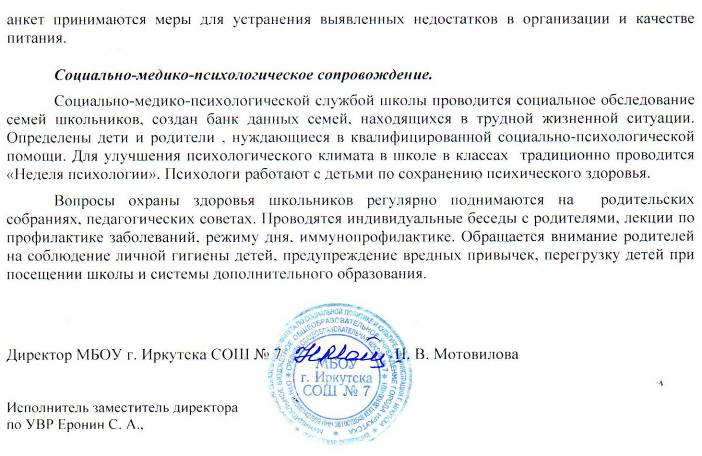 анкет принимаются меры для устранения выявленных недостатков в организации и качестве
питания.
Социально-медико-психологическое сопровождение.
Социально-медико-психологической службой школы проводится социальное обследование
семей школьников, создан банк данных семей, находящихся в трудной жизненной ситуации.
Определены дети и родители , нуждающиеся в квалифицированной социально-психологической
помощи. Для улучшения психологического климата в школе в классах традиционно проводится
«Неделя психологии». Психологи работают с детьми по сохранению психического здоровья.
Вопросы охраны здоровья школьников регулярно поднимаются на родительских
собраниях, педагогических советах. Проводятся индивидуальные беседы с родителями, лекции по
профилактике заболеваний, режиму дня, иммунопрофилактике. Обращается внимание родителей
на соблюдение личной гигиены детей, предупреждение вредных привычек, перегрузку детей при
посещении школы и системы дополнительного образования.
Директор МБОУ г. Иркутска СОШ № 7 Н. В. Мотовилова
МБОУ
г. Иркутска
СОШ № 7
Исполнитель заместитель директора
по УВР Еронин С. А.,